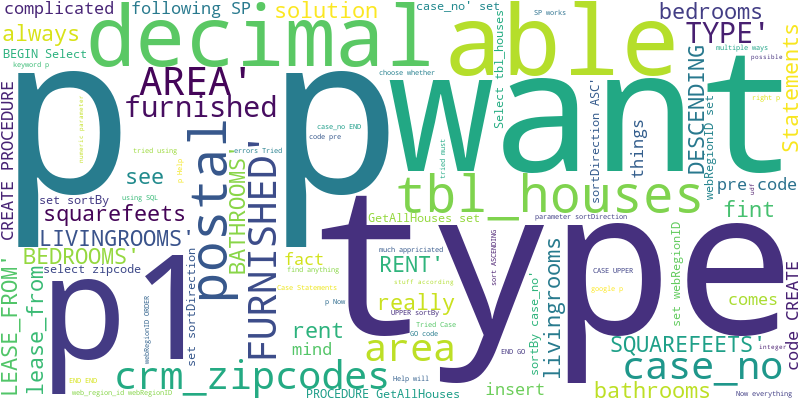 complicated
following SP
case_no' set
solution
bedrooms
always
decimal
able
TYPE'
SP works
multiple ways
possible
BEGIN Select
keyword p
AREA'
choose whether
Select tbl_houses
DESCENDING
Statements
p
p
want
furnished
right p
numeric parameter
tried using
FURNISHED'
case_no END
code pre
sortDirection ASC'
things
webRegionID set
CREATE PROCEDURE
postal
errors Tried
tried must
see
p Help
pre code
udf
set sortBy
using SQL
tbl_houses
squarefeets
BATHROOMS'
fint
GetAllHouses set
parameter sortDirection
LIVINGROOMS'
type
BEDROOMS'
p1
fact
RENT'
much appriciated
sort ASCENDING
select zipcode
find anything
CASE UPPER
set webRegionID
LEASE_FROM'
lease_from
set sortDirection
stuff according
google p
code CREATE
Case Statements
really
livingrooms
comes
webRegionID ORDER
p Now
UPPER sortBy
rent
Tried Case
sortBy case_no'
GO code
mind
area
SQUAREFEETS'
integer
END GO
case_no
crm_zipcodes
Help will
END END
insert
bathrooms
Now everything
web_region_id webRegionID
PROCEDURE GetAllHouses